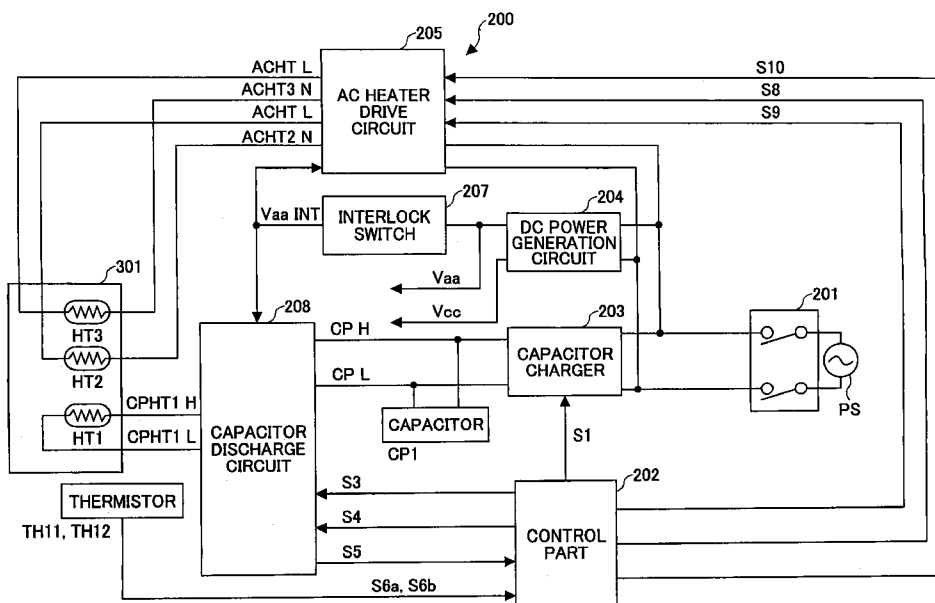 200
205
ACHT L
ACHT3 N
ACHT L
ACHT2 N
AC HEATER
DRIVE
CIRCUIT
S10
S8
S9
207
204
Vaa INT
INTERLOCK
SWITCH
DC POWER
GENERATION
CIRCUIT
Vaa
Vcc
301
208
203
201
HT3
HT2
HT1
CP H
CP L
CAPACITOR
CHARGER
PS
CPHT1 H
CPHT1 L
CAPACITOR
DISCHARGE
CIRCUIT
CAPACITOR
CP1
S1
202
THERMISTOR
TH11, TH12
S3
S4
S5
S6a, S6b
CONTROL
PART